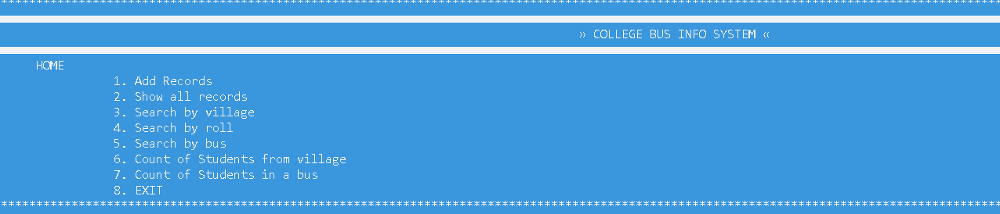 ******************************************************************************************************************************************
» COLLEGE BUS INFO SYSTEM «
HOME
1. Add Records
2. Show all records
3. Search by village
4. Search by roll
5. Search by bus
6. Count of Students from village
7. Count of Students in a bus
8. EXIT
******************************************************************************************************************************************